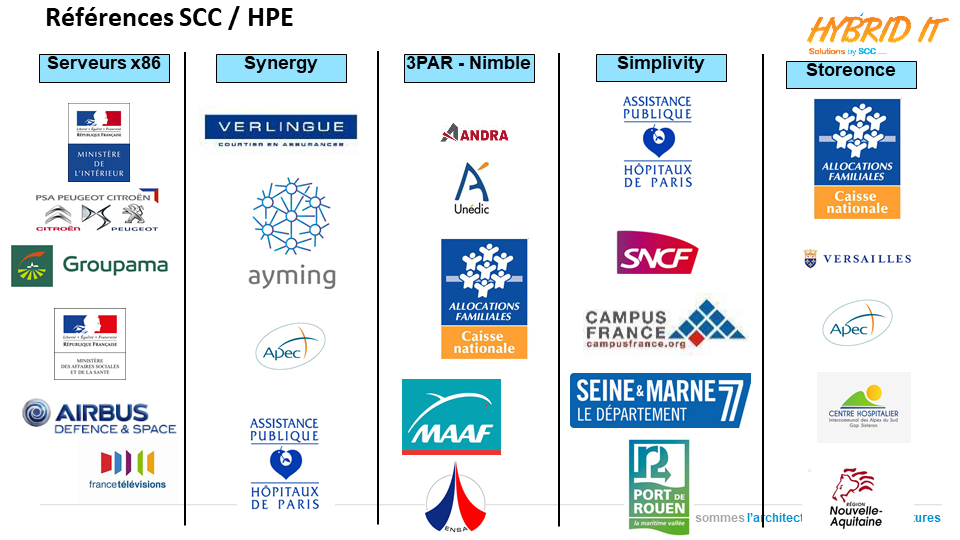 Références SCC / HPE
HYBRID IT
Solutions by SCC
Serveurs x86
Liberté • Égalité • Fraternité
RÉPUBLIQUE FRANÇAISE
MINISTÈRE
DE
L'INTÉRIEUR
PSA PEUGEOT CITROËN
CITROËN
DS
PEUGEOT
Groupama
Liberté • Égalité • Fraternité
RÉPUBLIQUE FRANÇAISE
MINISTÈRE
DES AFFAIRES SOCIALES
ET DE LA SANTÉ
AIRBUS
DEFENCE & SPACE
francetélévisions
Synergy
VERLINGUE
COURTIER EN ASSURANCES
ayming
Apec
ASSISTANCE
PUBLIQUE
HÔPITAUX
DE PARIS
3PAR - Nimble
ANDRA
Unédic
ALLOCATIONS
FAMILIALES
Caisse
nationale
MAAF
Simplivity
ASSISTANCE
PUBLIQUE
HÔPITAUX
DE PARIS
SNCF
CAMPUS
FRANCE
campusfrance.org
SEINE & MARNE 77
LE DÉPARTEMENT
PORT DE
ROUEN
la maritime vallée
Storeonce
ALLOCATIONS
FAMILIALES
Caisse
nationale
VERSAILLES
Apec
CENTRE HOSPITALIER
Intercommunal des Alpes du Sud
Gap Sisteron
RÉGION
Nouvelle-
Aquitaine
sommes l'architect
tures